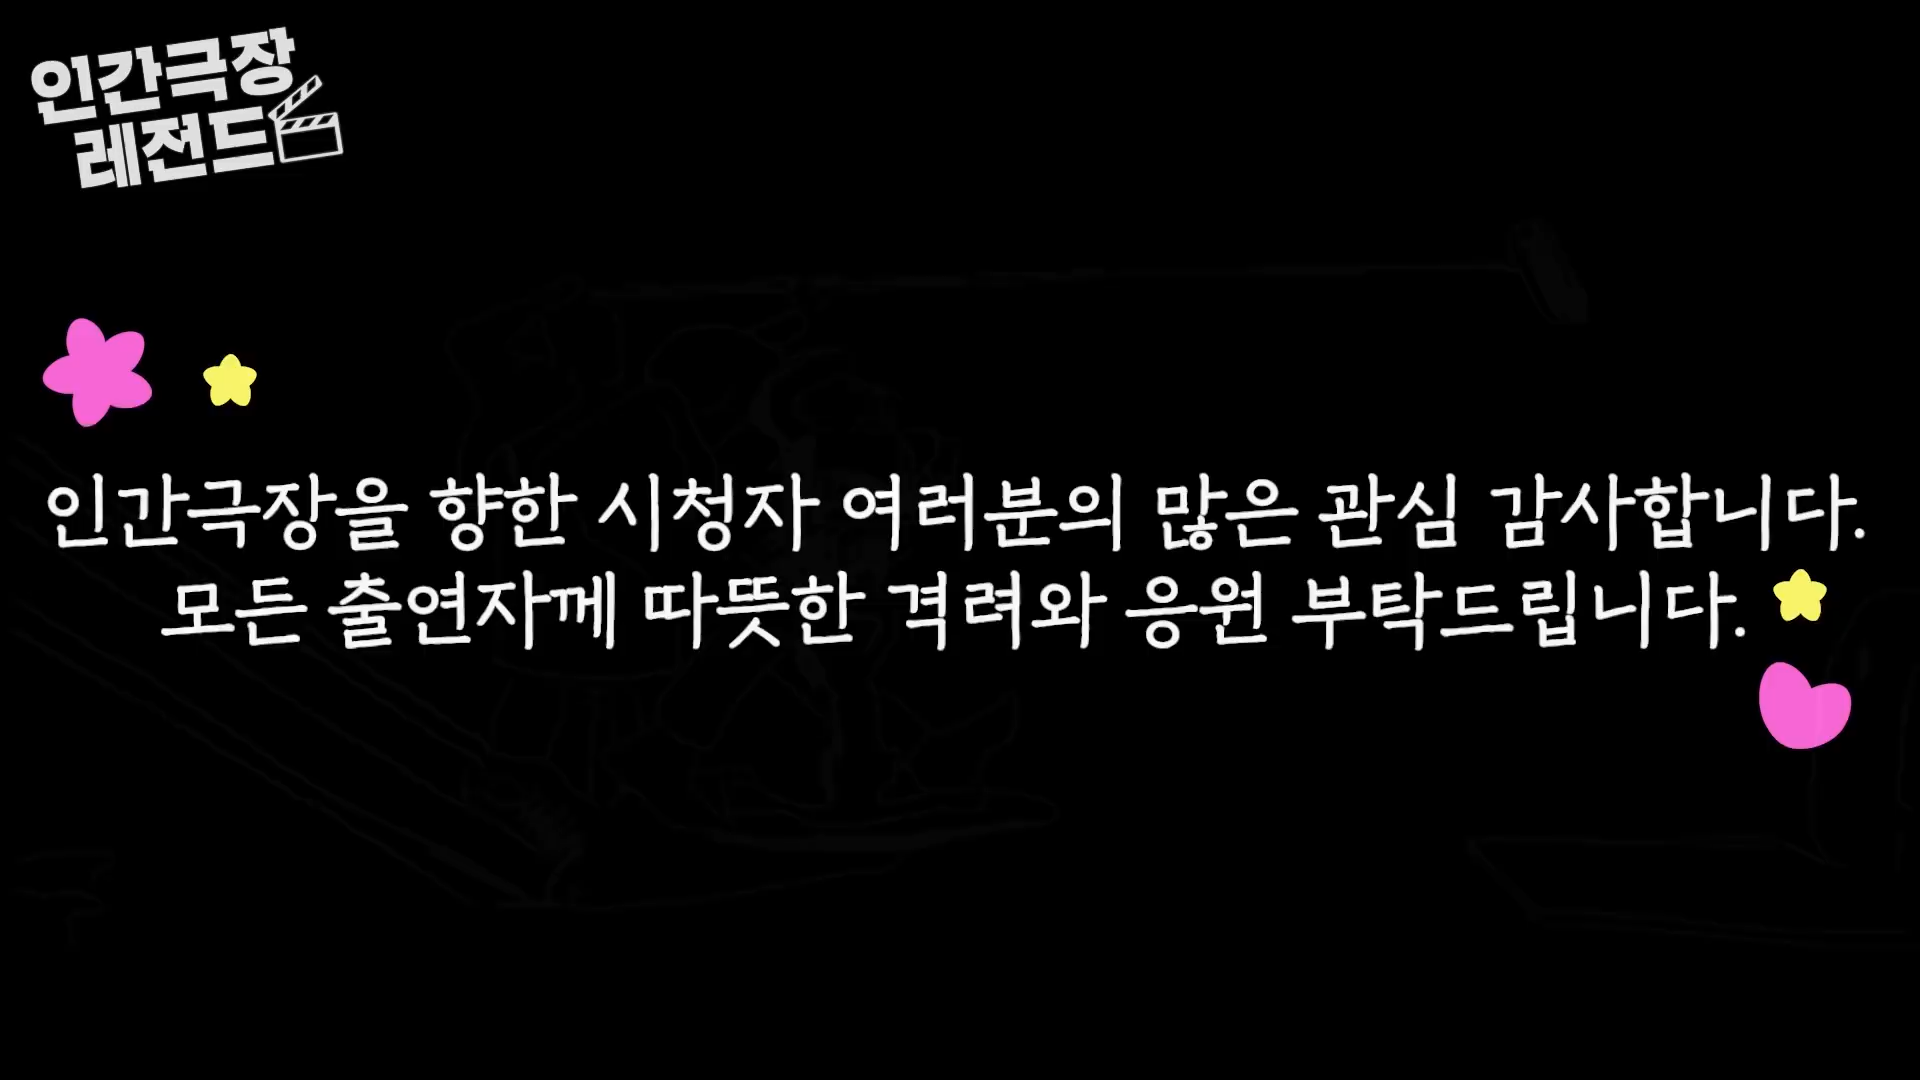 인간극장
레전드
인간극장을 향한 시청자 여러분의 많은 관심 감사합니다.
모든 출연자께 따뜻한 격려와 응원 부탁드립니다.